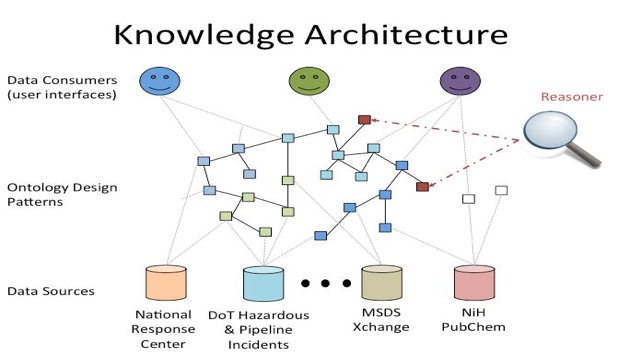 Knowledge Architecture
Data Consumers
(user interfaces)
Reasoner
Ontology Design
Patterns
Data Sources
National
Response
Center
DoT Hazardous
& Pipeline
Incidents
MSDS
Xchange
NiH
PubChem